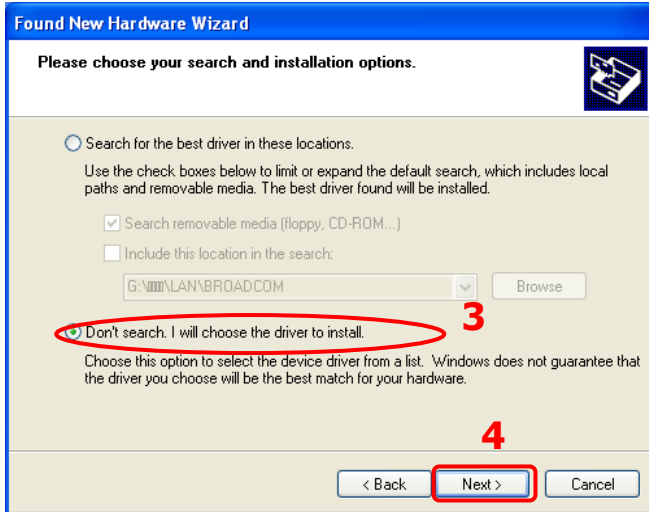 Found New Hardware Wizard
Please choose your search and installation options.
Search for the best driver in these locations.
Use the check boxes below to limit or expand the default search, which includes local
paths and removable media. The best driver found will be installed.
Search removable media (floppy, CD-ROM...)
Include this location in the search:
\LAN\BROADCOM
Browse
3
Don't search. I will choose the driver to install.
Choose this option to select the device driver from a list. Windows does not guarantee that
the driver you choose will be the best match for your hardware.
4
< Back
Next >
Cancel